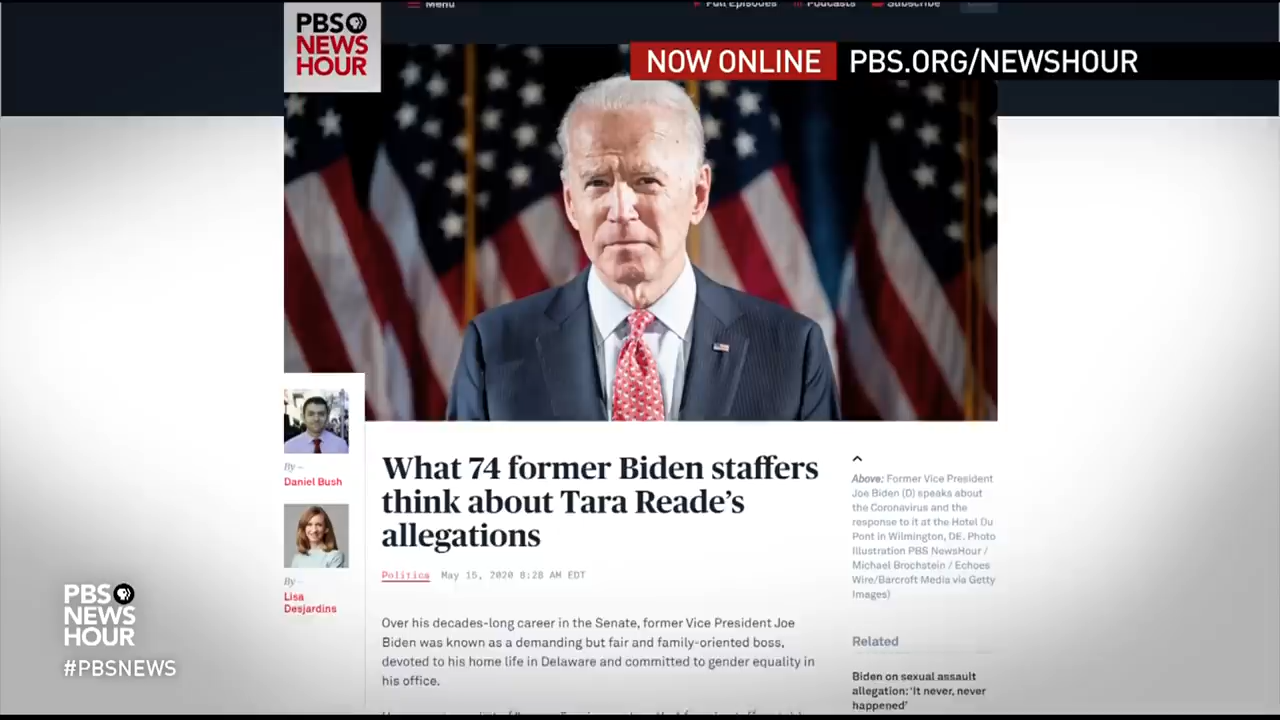 Menu
Full Episodes
Podcasts
Subscribe
PBS
NEWS
HOUR
NOW ONLINE
PBS.ORG/NEWSHOUR
By –
Daniel Bush
By –
Lisa
Desjardins
What 74 former Biden staffers
think about Tara Reade’s
allegations
Politics May 15, 2020 8:28 AM EDT
Over his decades-long career in the Senate, former Vice President Joe
Biden was known as a demanding but fair and family-oriented boss,
devoted to his home life in Delaware and committed to gender equality in
his office.
Above: Former Vice President
Joe Biden (D) speaks about
the Coronavirus and the
response to it at the Hotel Du
Pont in Wilmington, DE. Photo
Illustration PBS NewsHour /
Michael Brochstein / Echoes
Wire/Barcroft Media via Getty
Images)
Related
Biden on sexual assault
allegation: ‘It never, never
happened’
PBS
NEWS
HOUR
#PBSNEWS